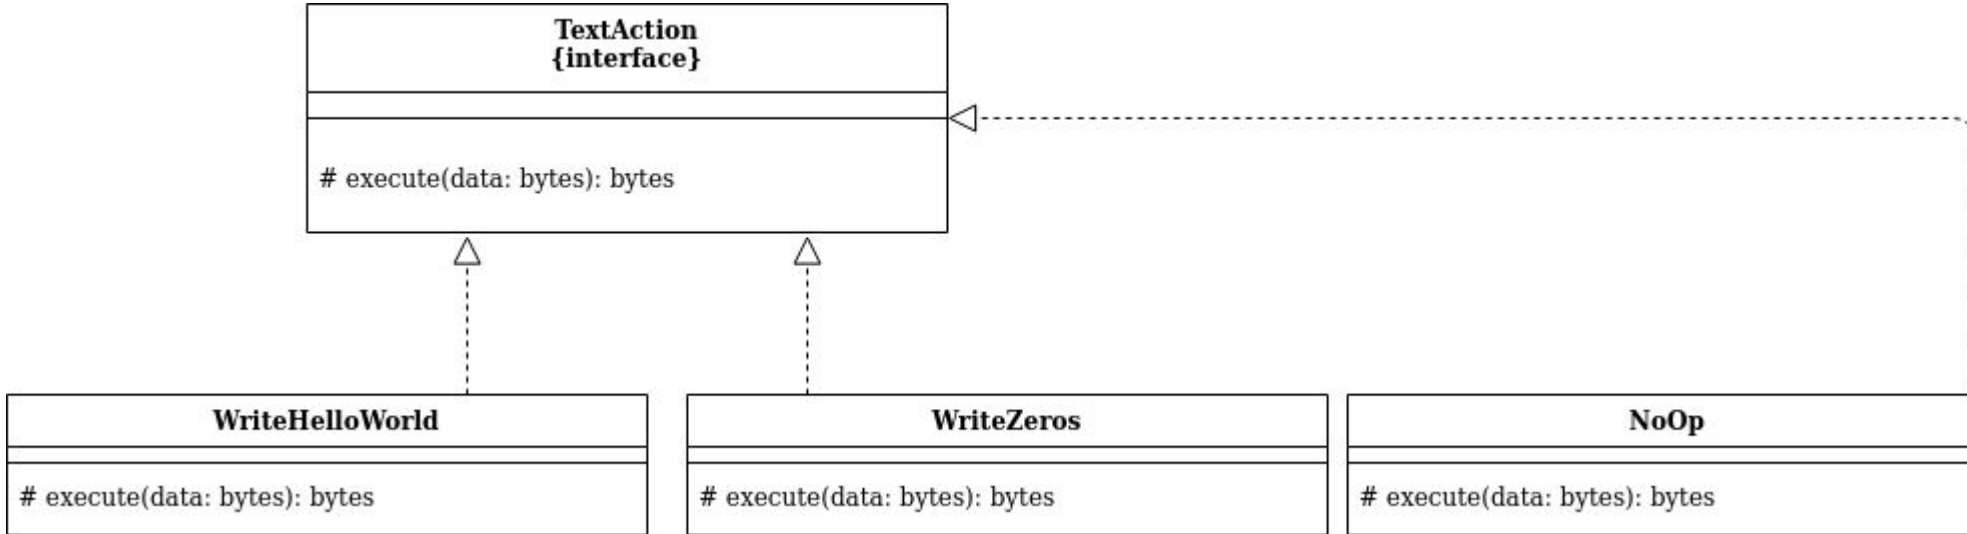 TextAction
{interface}
# execute(data: bytes): bytes
WriteHelloWorld
WriteZeros
NoOp
# execute(data: bytes): bytes
# execute(data: bytes): bytes
# execute(data: bytes): bytes